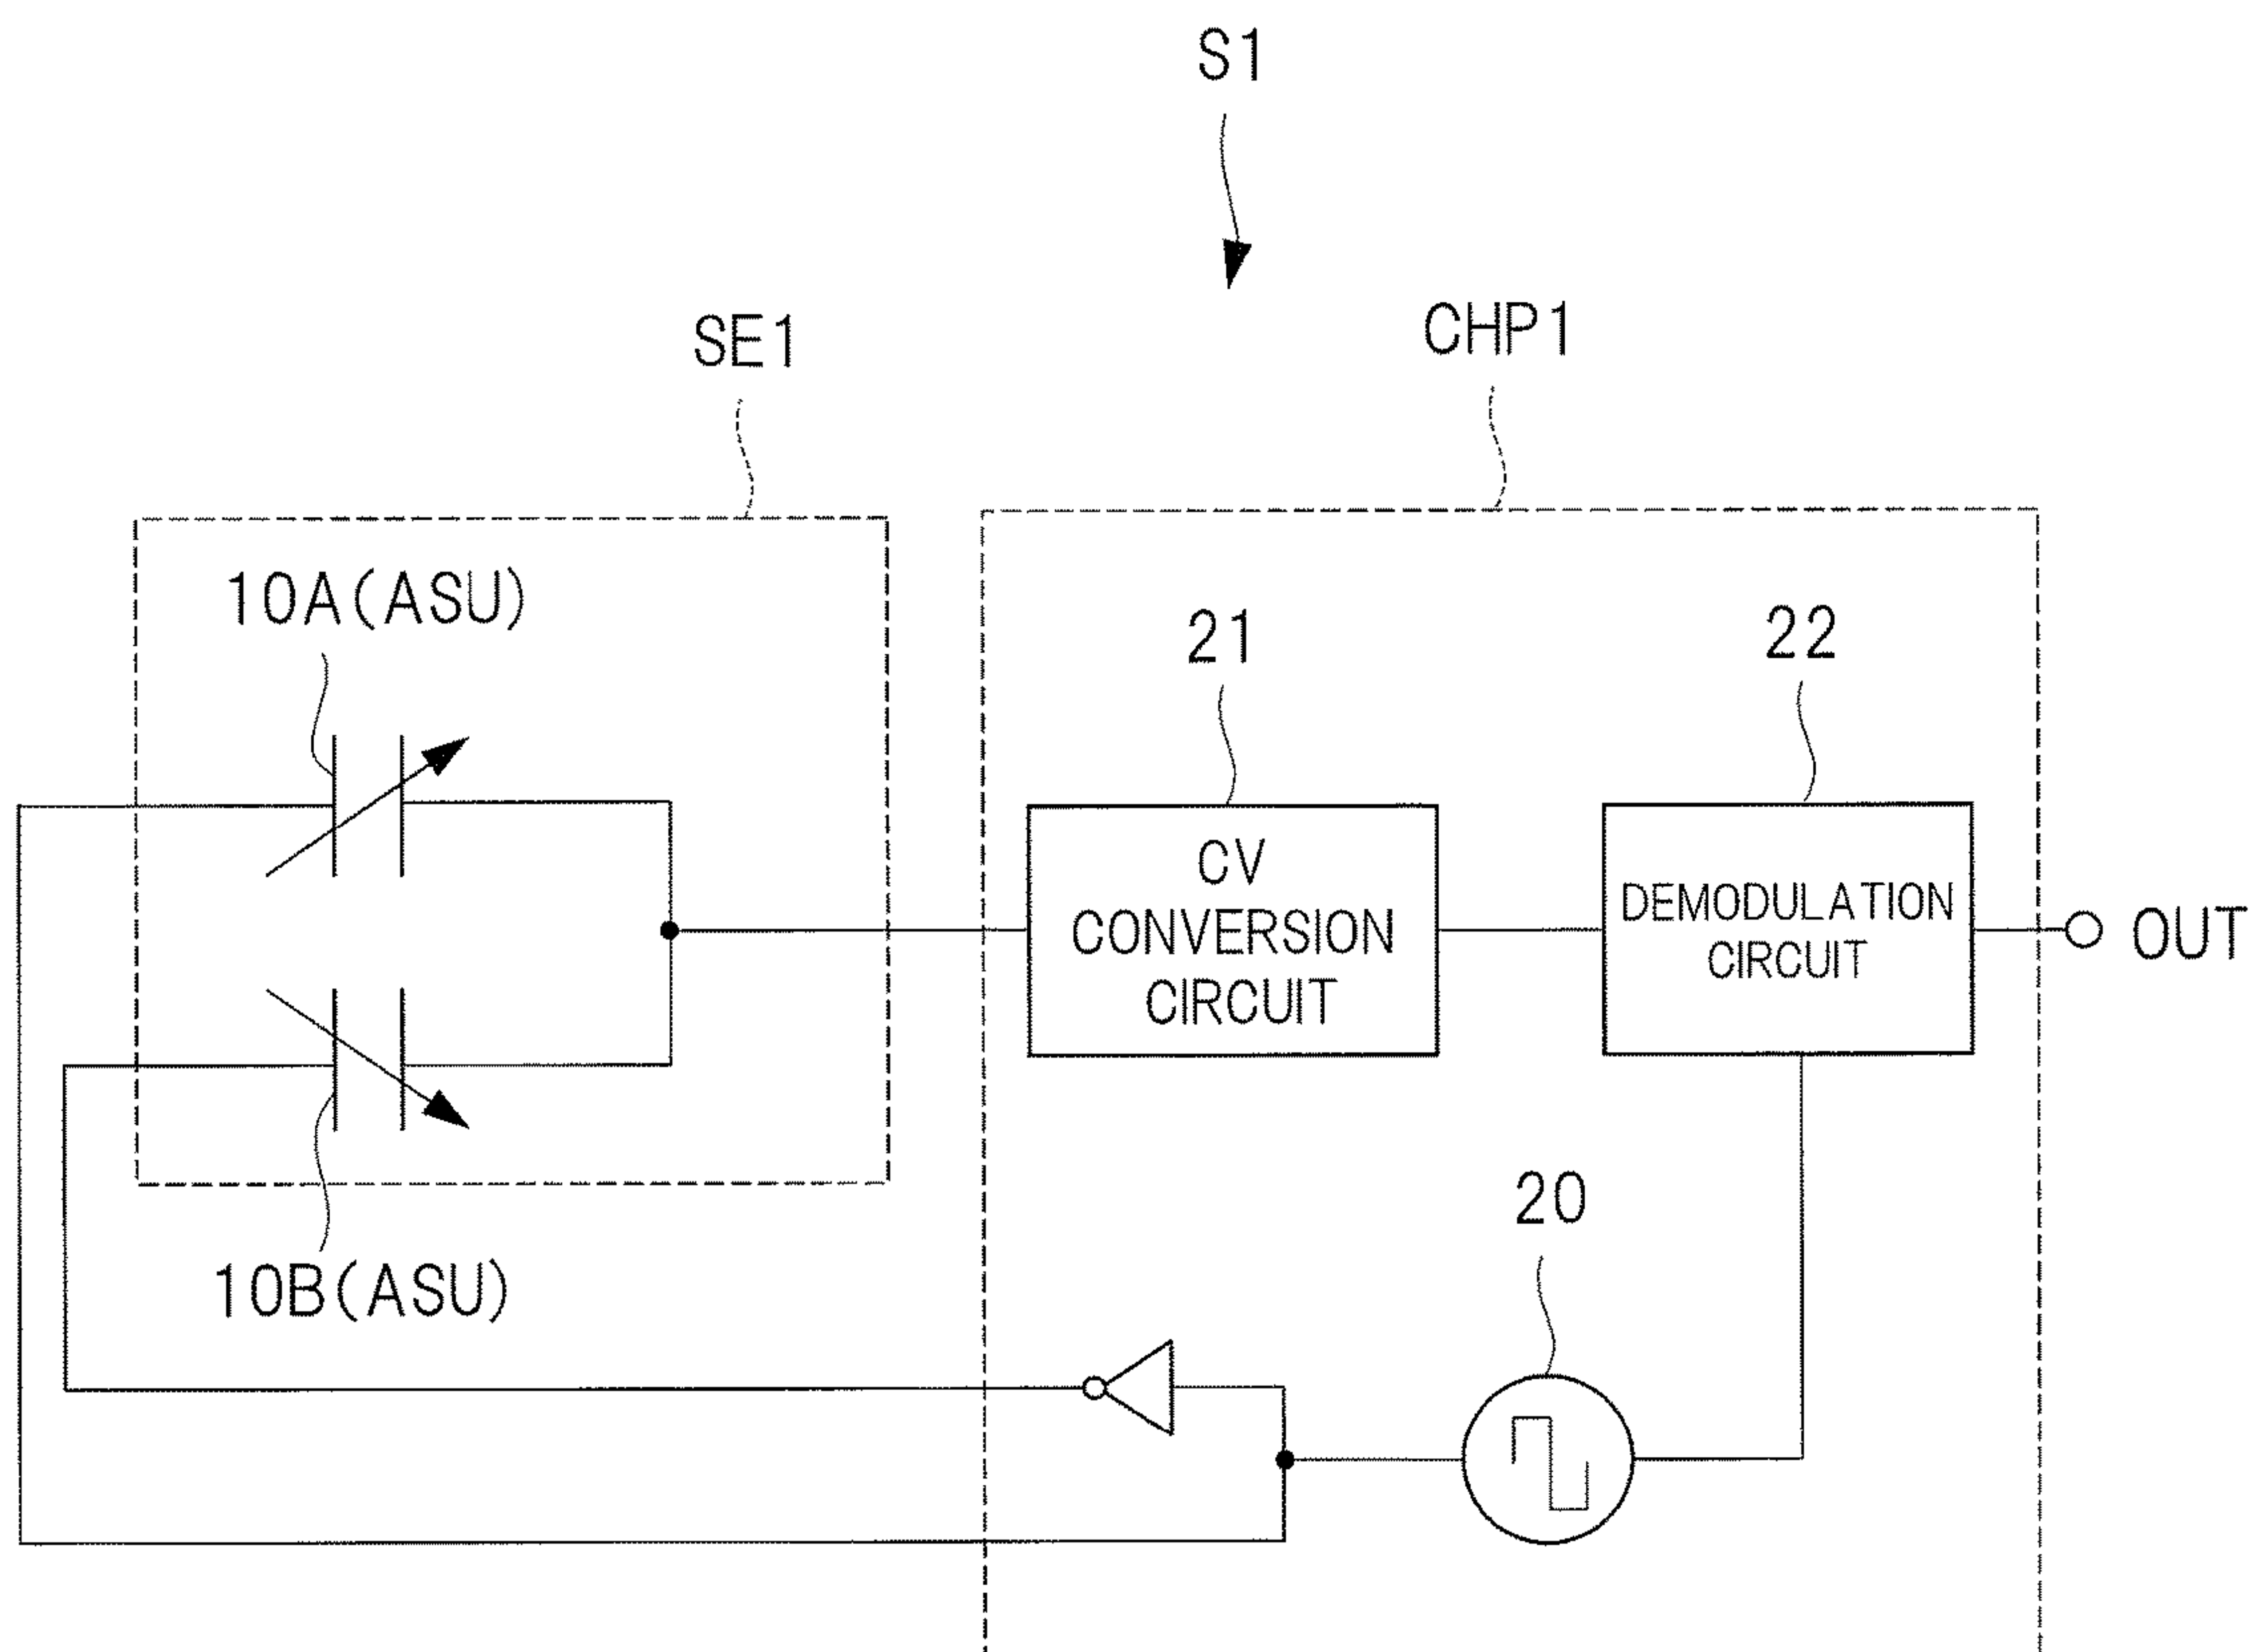 S1
SE1
CHP1
10A(ASU)
21
22
CV
CONVERSION
CIRCUIT
DEMODULATION
CIRCUIT
OUT
20
10B(ASU)